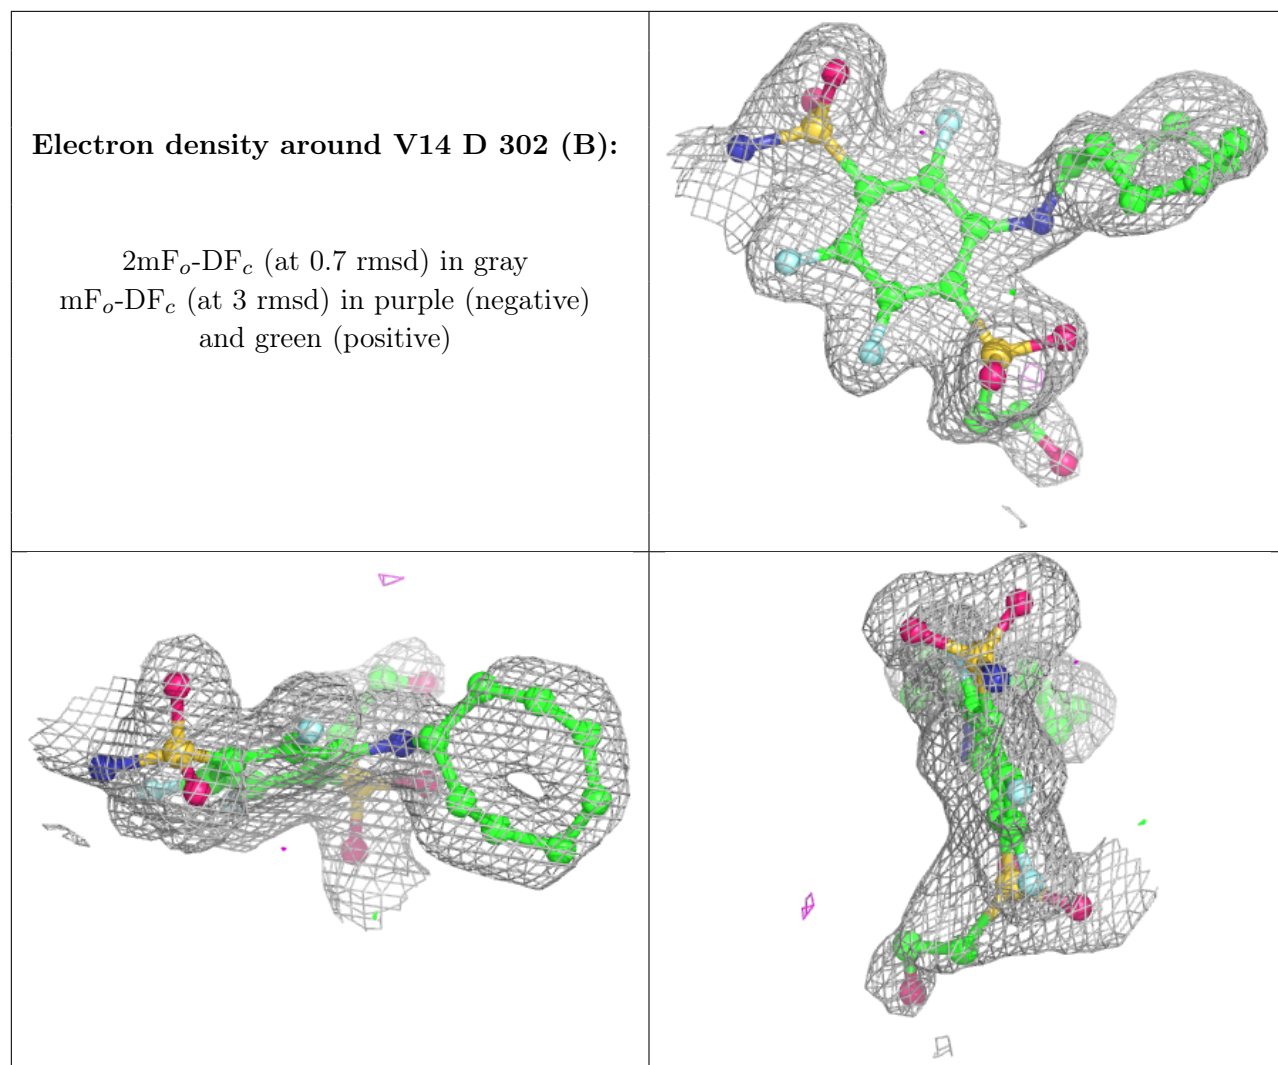 Electron density around V14 D 302 (B):
2mFₒ-DF𝒸 (at 0.7 rmsd) in gray
mFₒ-DF𝒸 (at 3 rmsd) in purple (negative)
and green (positive)